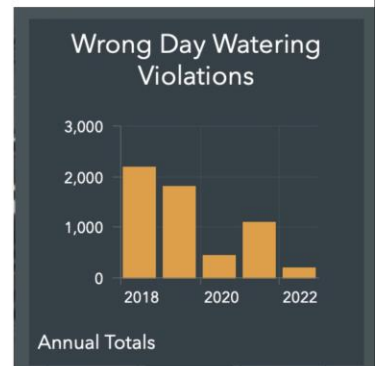 Wrong Day Watering
Violations
3,000
2,000
1,000
0
2018 2020 2022
Annual Totals